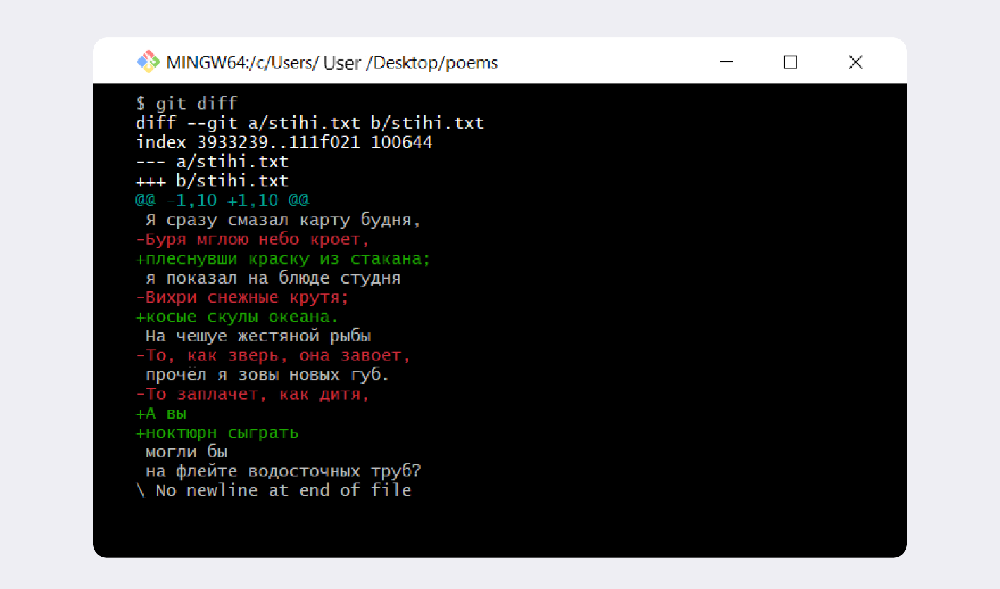 MINGW64:/c/Users/ User /Desktop/poems
$ git diff
diff --git a/stihi.txt b/stihi.txt
index 3933239..111f021 100644
--- a/stihi.txt
+++ b/stihi.txt
@@ -1,10 +1,10 @@
 Я сразу смазал карту будня,
-Буря мглою небо кроет,
+плеснувши краску из стакана;
 я показал на блюде студня
-Вихри снежные крутя;
+косые скулы океана.
 На чешуе жестяной рыбы
-То, как зверь, она завоет,
 прочёл я зовы новых губ.
-То заплачет, как дитя,
+А вы
+ноктюрн сыграть
 могли бы
 на флейте водосточных труб?
\ No newline at end of file